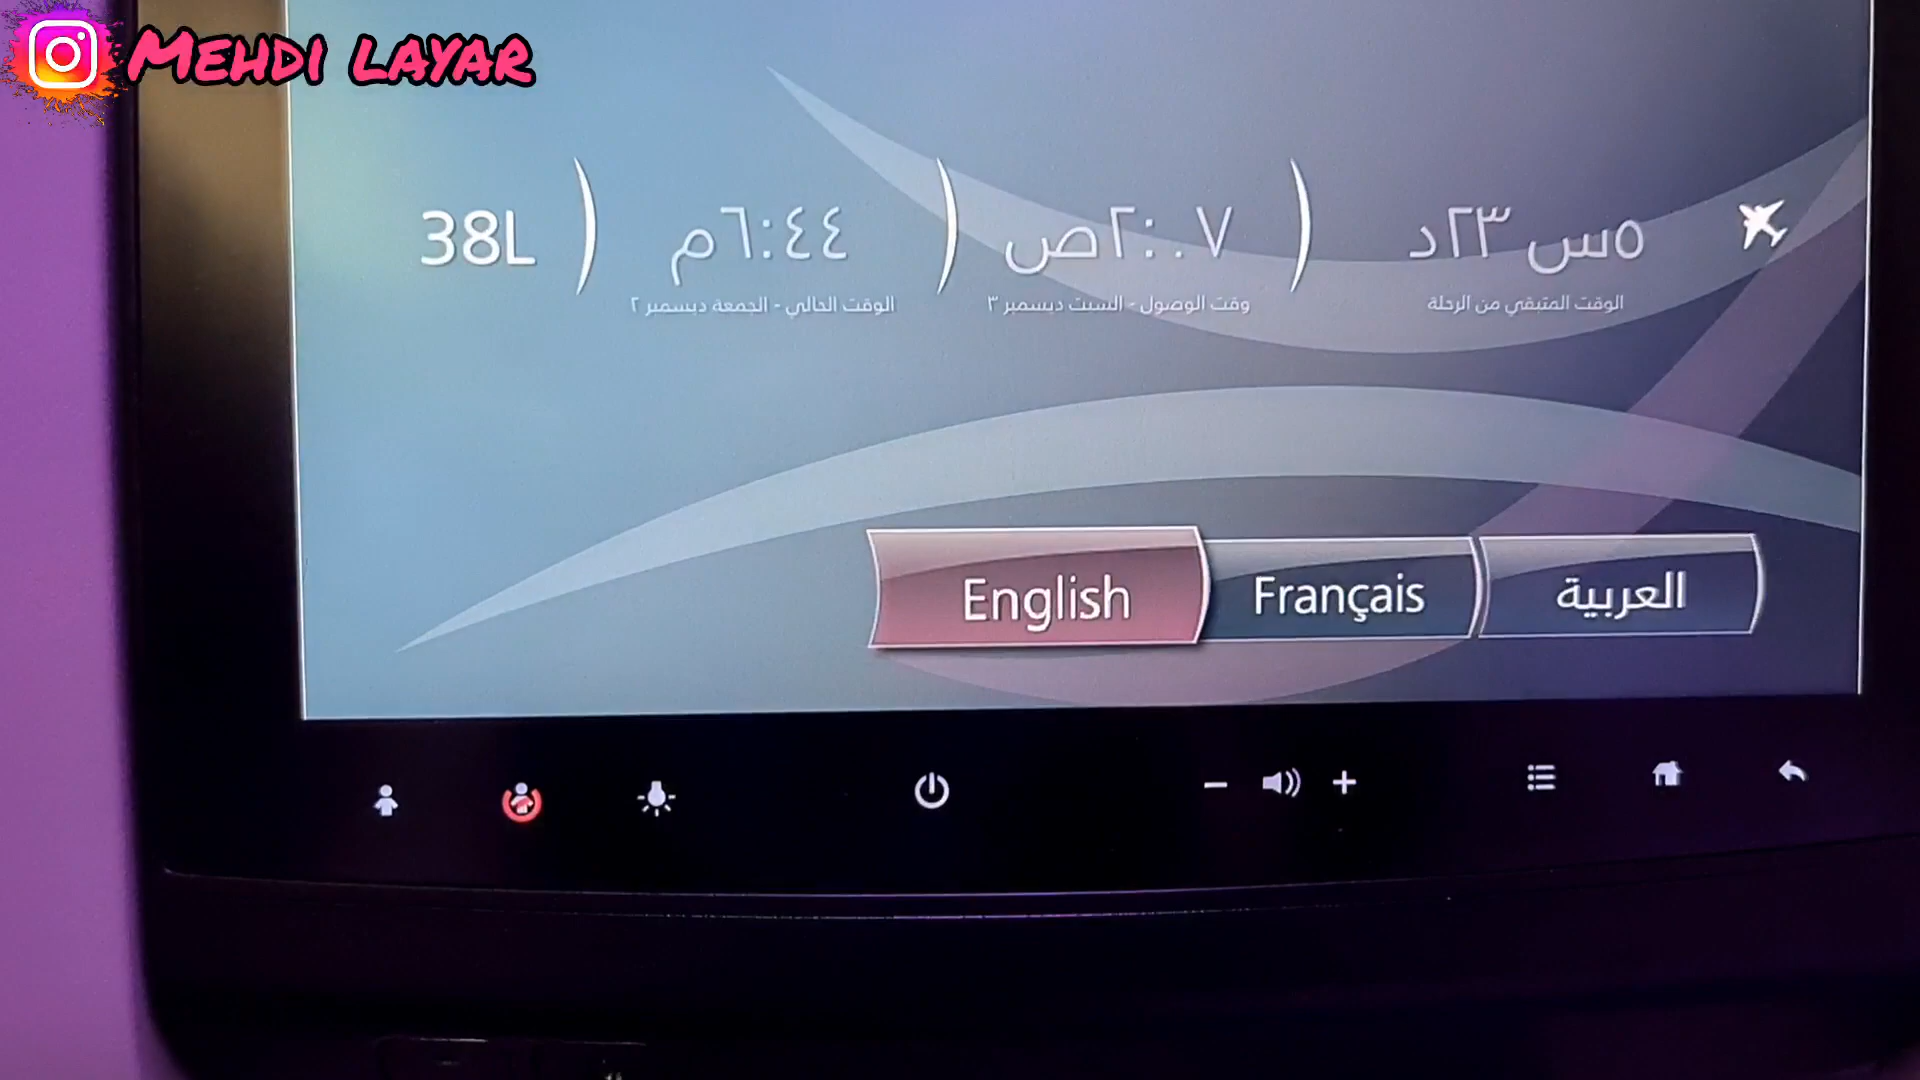 MEHDI LAYAR
٥س ٢٣د
الوقت المتبقي من الرحلة
٢:٠٧ص
وقت الوصول - السبت ديسمبر ٣
٦:٤٤م
الوقت الحالي - الجمعة ديسمبر ٢
38L
English
Français
العربية